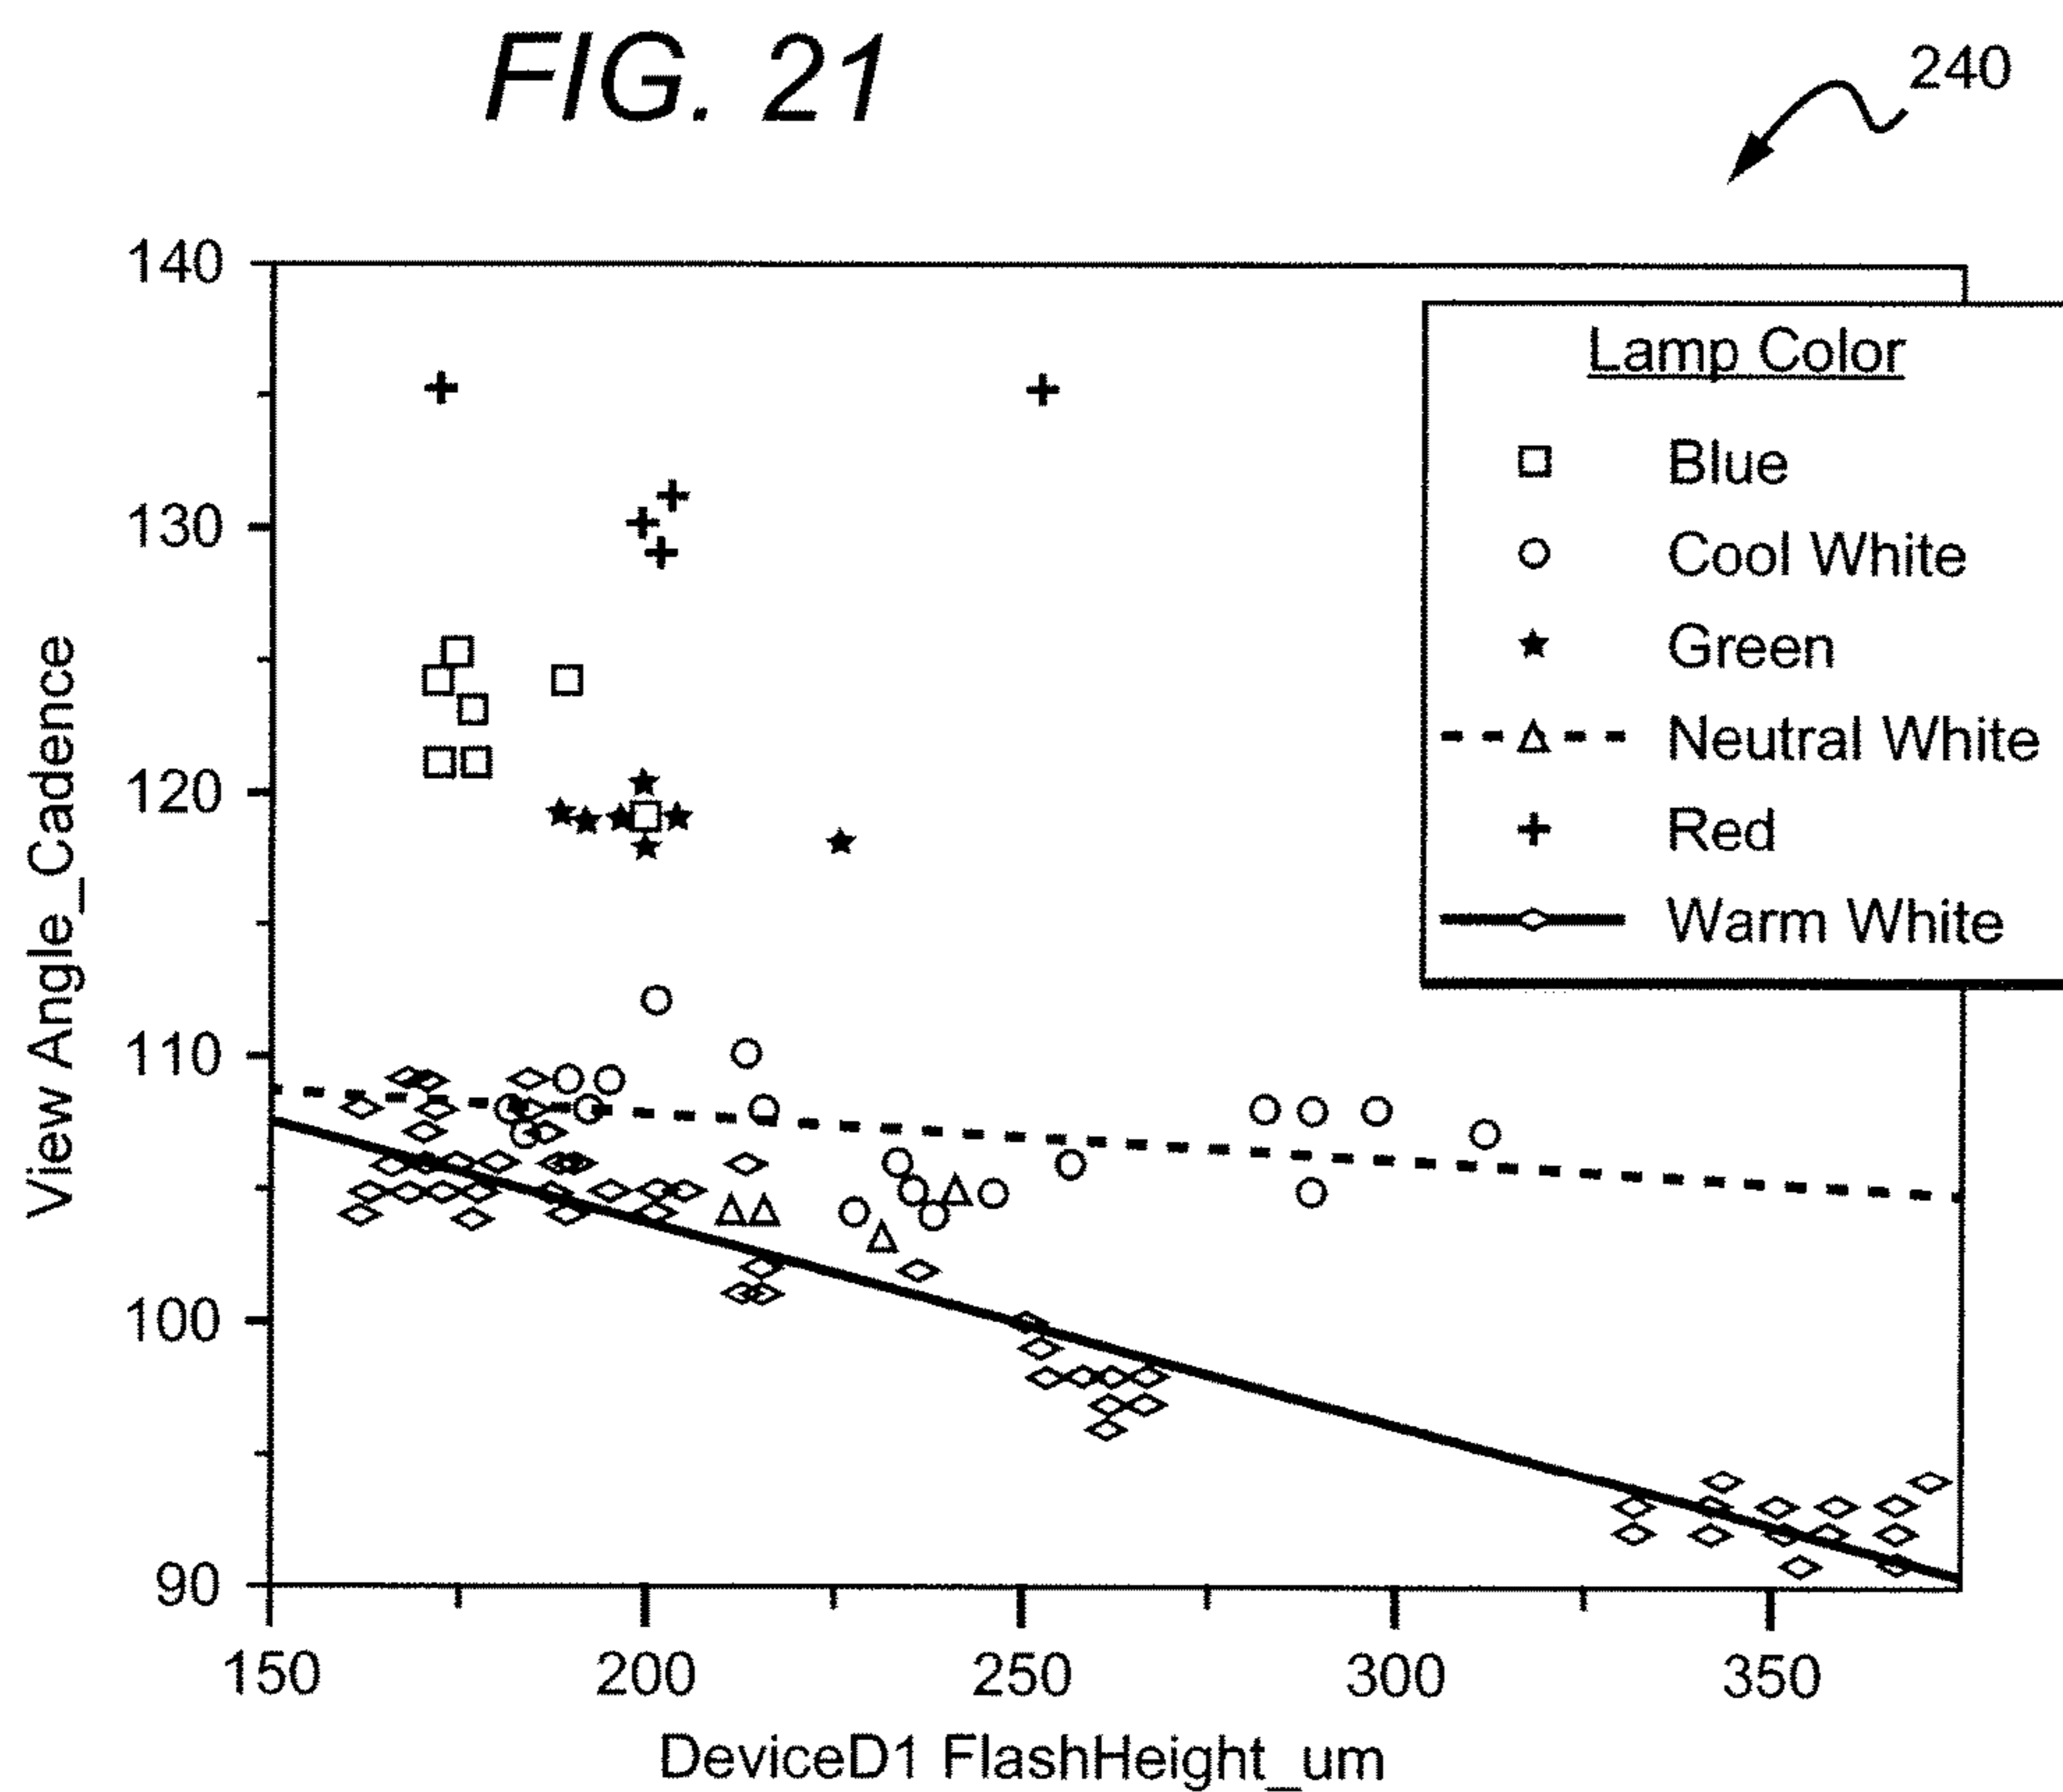 FIG. 21
240
140
130
120
110
100
90
View Angle_Cadence
Lamp Color
Blue
Cool White
Green
Neutral White
Red
Warm White
150 200 250 300 350
DeviceD1 FlashHeight_um